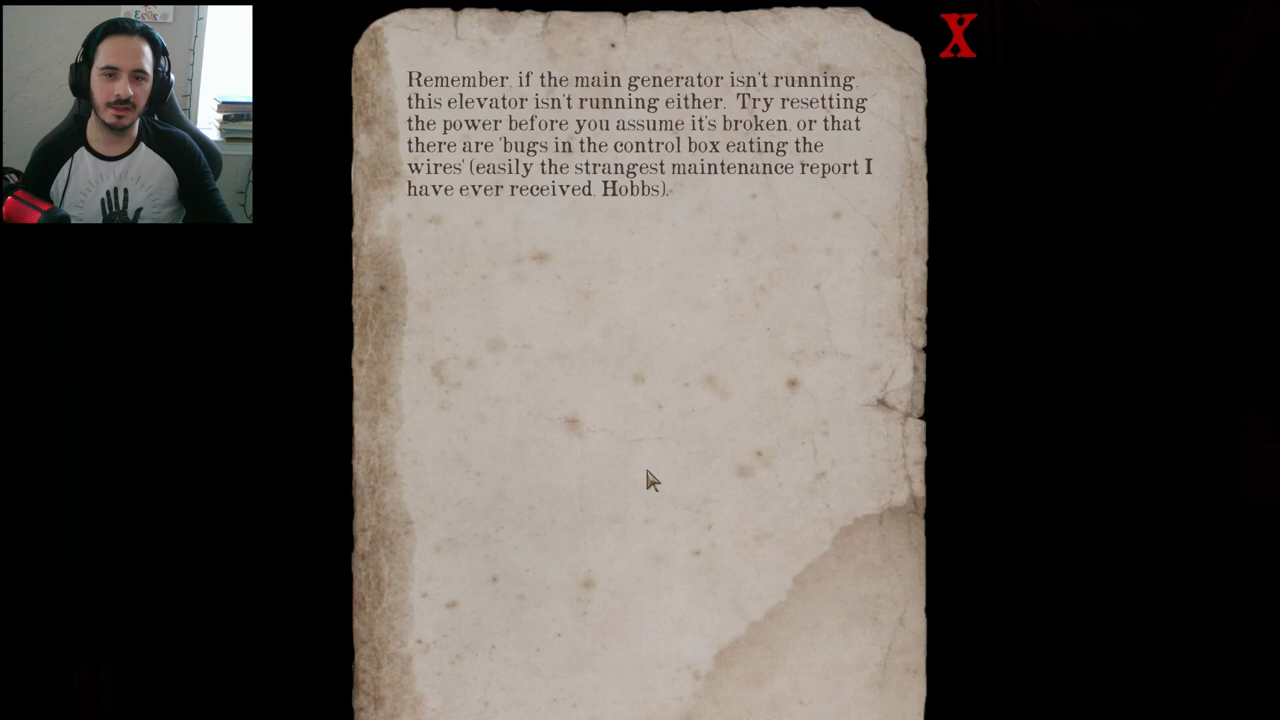 Remember, if the main generator isn't running,
this elevator isn't running either. Try resetting
the power before you assume it's broken, or that
there are 'bugs in the control box eating the
wires' (easily the strangest maintenance report I
have ever received, Hobbs).
X